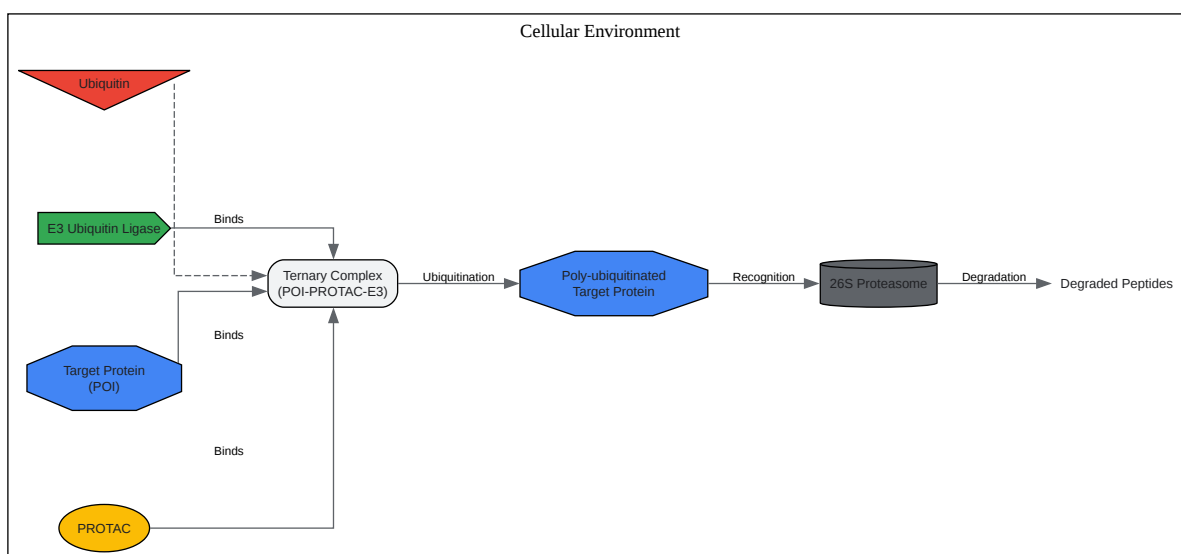 Cellular Environment
Ubiquitin
E3 Ubiquitin Ligase
Binds
Ternary Complex
(POI-PROTAC-E3)
Ubiquitination
Poly-ubiquitinated
Target Protein
Recognition
26S Proteasome
Degradation
Degraded Peptides
Binds
Target Protein
(POI)
Binds
PROTAC